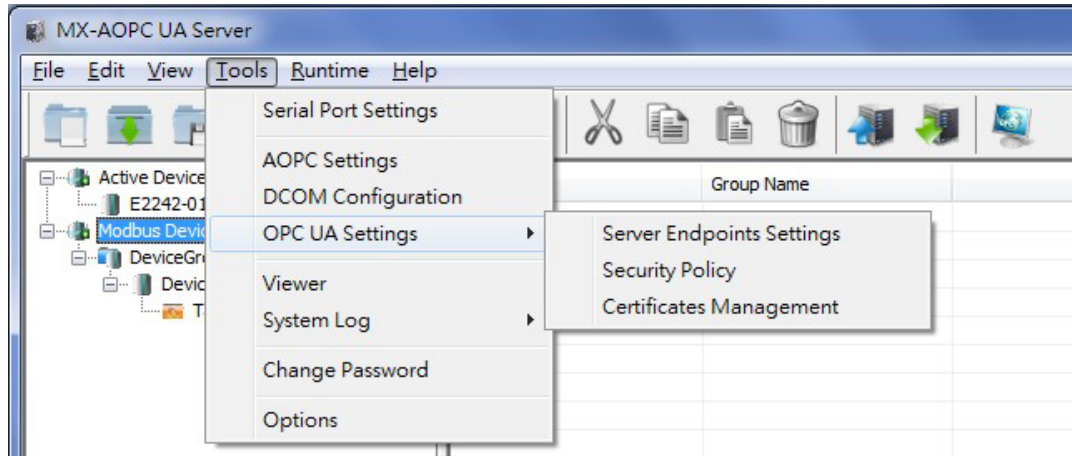 MX-AOPC UA Server
File Edit View Tools Runtime Help
Serial Port Settings
AOPC Settings
Active Device
Group Name
E2242-01
DCOM Configuration
Modbus Devic
OPC UA Settings
Server Endpoints Settings
DeviceGr
Security Policy
Devic
Viewer
Certificates Management
T
System Log
Change Password
Options